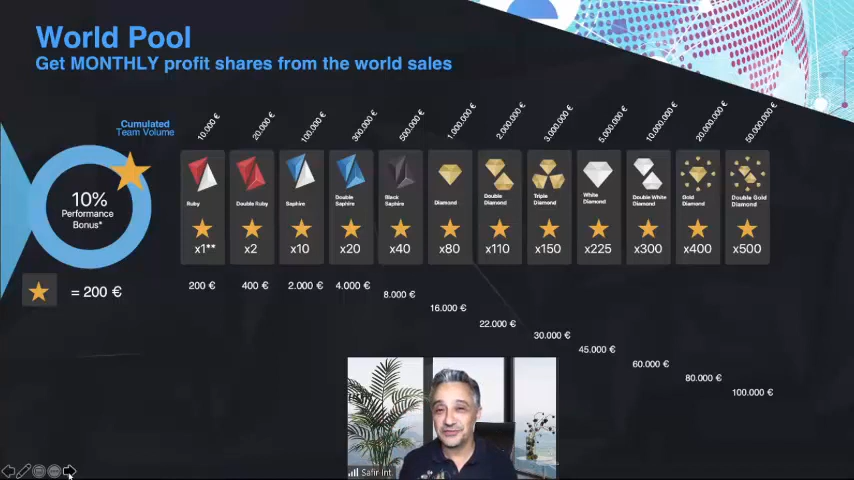 World Pool
Get MONTHLY profit shares from the world sales
Cumulated
Team Volume
10.000 €
20.000 €
100.000 €
300.000 €
500.000 €
1.000.000 €
2.000.000 €
3.000.000 €
5.000.000 €
10.000.000 €
20.000.000 €
50.000.000 €
10%
Performance
Bonus*
Ruby
Double Ruby
Saphire
Double
Saphire
Black
Saphire
Diamond
Double
Diamond
Triple
Diamond
White
Diamond
Double White
Diamond
Gold
Diamond
Double Gold
Diamond
x1**
x2
x10
x20
x40
x80
x110
x150
x225
x300
x400
x500
= 200 €
200 €
400 €
2.000 €
4.000 €
8.000 €
16.000 €
22.000 €
30.000 €
45.000 €
60.000 €
80.000 €
100.000 €
Safir Int